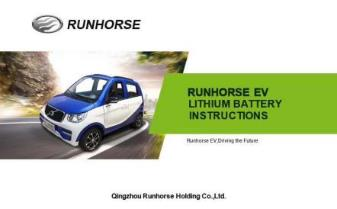 RUNHORSE
RUNHORSE EV
LITHIUM BATTERY
INSTRUCTIONS
Runhorse EV,Driving the Future
Qingzhou Runhorse Holding Co.,Ltd.